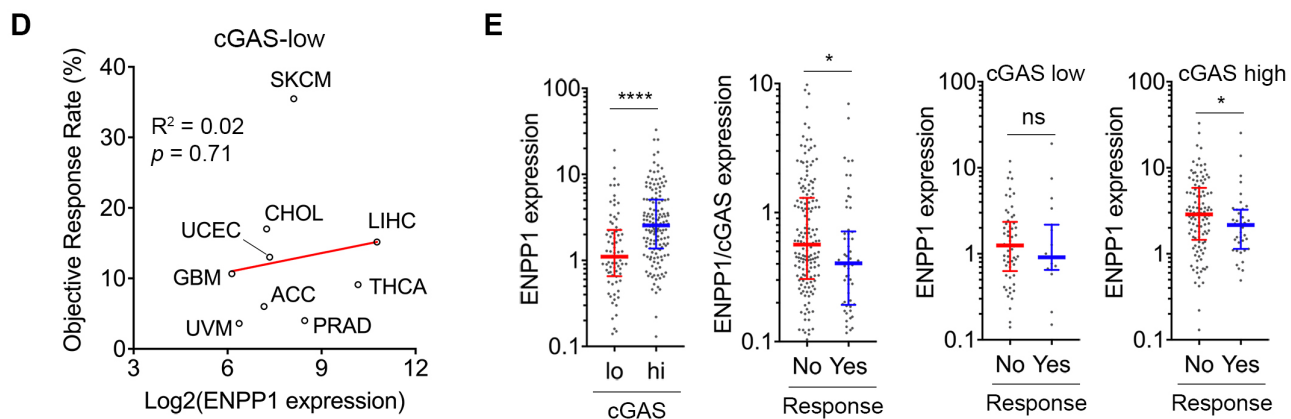 D
cGAS-low
Objective Response Rate (%)
40
30
20
10
0
R² = 0.02
p = 0.71
SKCM
CHOL
LIHC
UCEC
GBM
ACC
THCA
UVM
PRAD
3
6
9
12
Log2(ENPP1 expression)
E
ENPP1 expression
100
10
1
0.1
****
lo hi
cGAS
ENPP1/cGAS expression
10
1
0.1
*
No Yes
Response
ENPP1 expression
100
10
1
0.1
cGAS low
ns
No Yes
Response
ENPP1 expression
100
10
1
0.1
cGAS high
*
No Yes
Response